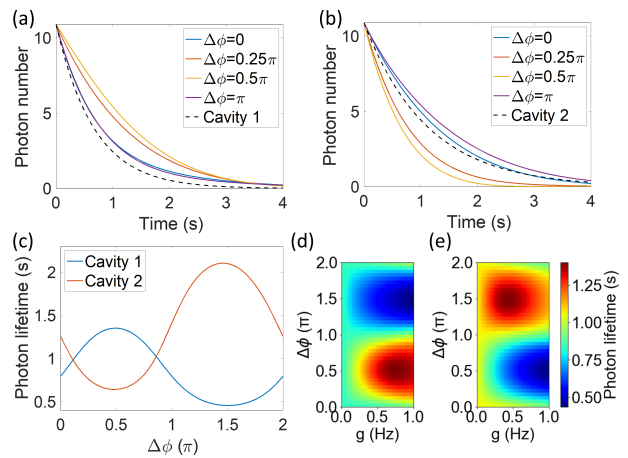 (a)
10
5
0
Photon number
0 1 2 3 4
Time (s)
Δϕ=0
Δϕ=0.25π
Δϕ=0.5π
Δϕ=π
Cavity 1
(b)
10
5
0
Photon number
0 1 2 3 4
Time (s)
Δϕ=0
Δϕ=0.25π
Δϕ=0.5π
Δϕ=π
Cavity 2
(c)
Photon lifetime (s)
2
1.5
1
0.5
0 0.5 1 1.5 2
Δϕ (π)
Cavity 1
Cavity 2
(d)
Δϕ (π)
2.0
1.5
1.0
0.5
0.0
0.0 0.5 1.0
g (Hz)
(e)
Δϕ (π)
2.0
1.5
1.0
0.5
0.0
0.0 0.5 1.0
g (Hz)
1.25
1.00
0.75
0.50
Photon lifetime (s)